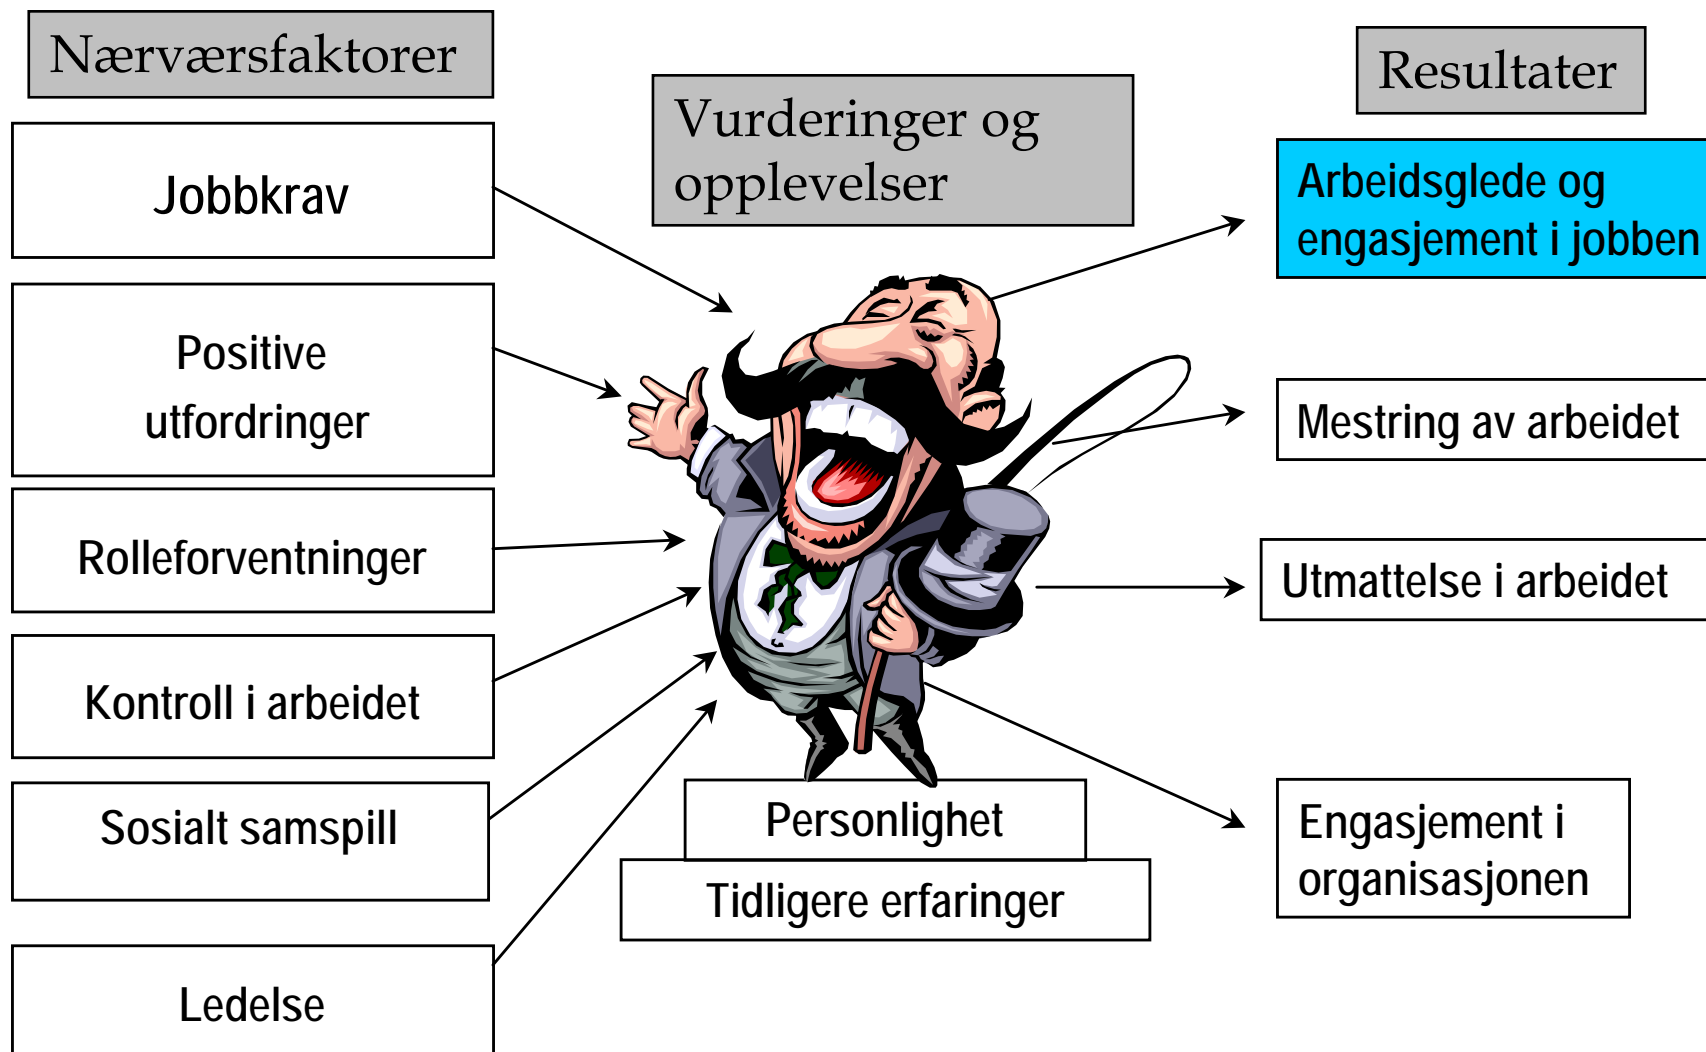 Nærværsfaktorer
Jobbkrav
Positive
utfordringer
Rolleforventninger
Kontroll i arbeidet
Sosialt samspill
Ledelse
Vurderinger og
opplevelser
Personlighet
Tidligere erfaringer
Resultater
Arbeidsglede og
engasjement i jobben
Mestring av arbeidet
Utmattelse i arbeidet
Engasjement i
organisasjonen